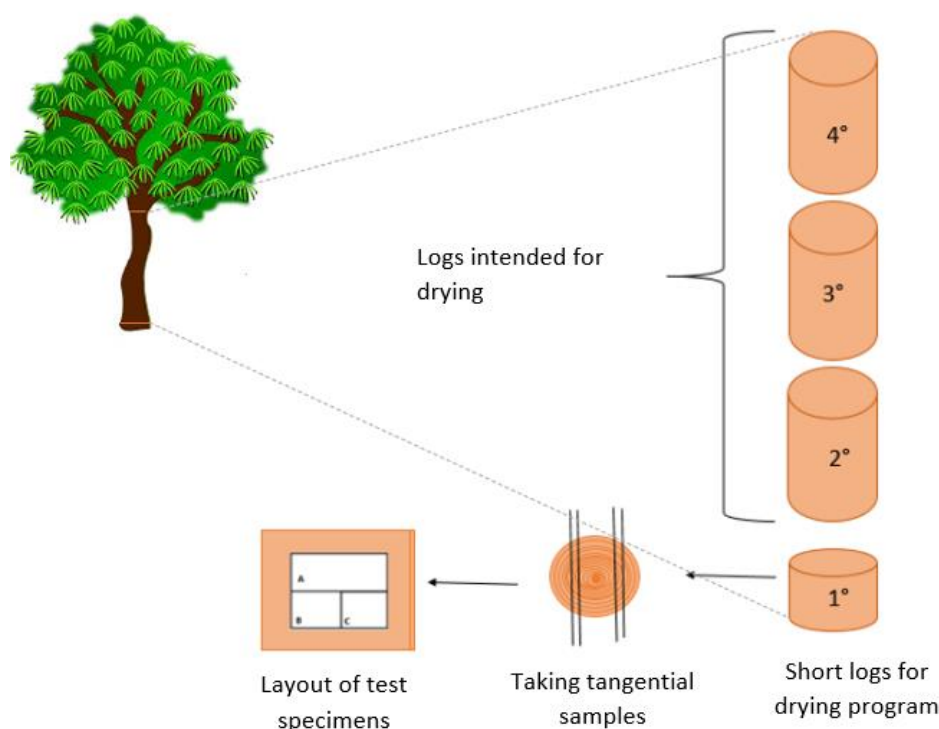 4°
3°
Logs intended for
drying
2°
1°
A
B
C
Layout of test
specimens
Taking tangential
samples
Short logs for
drying program